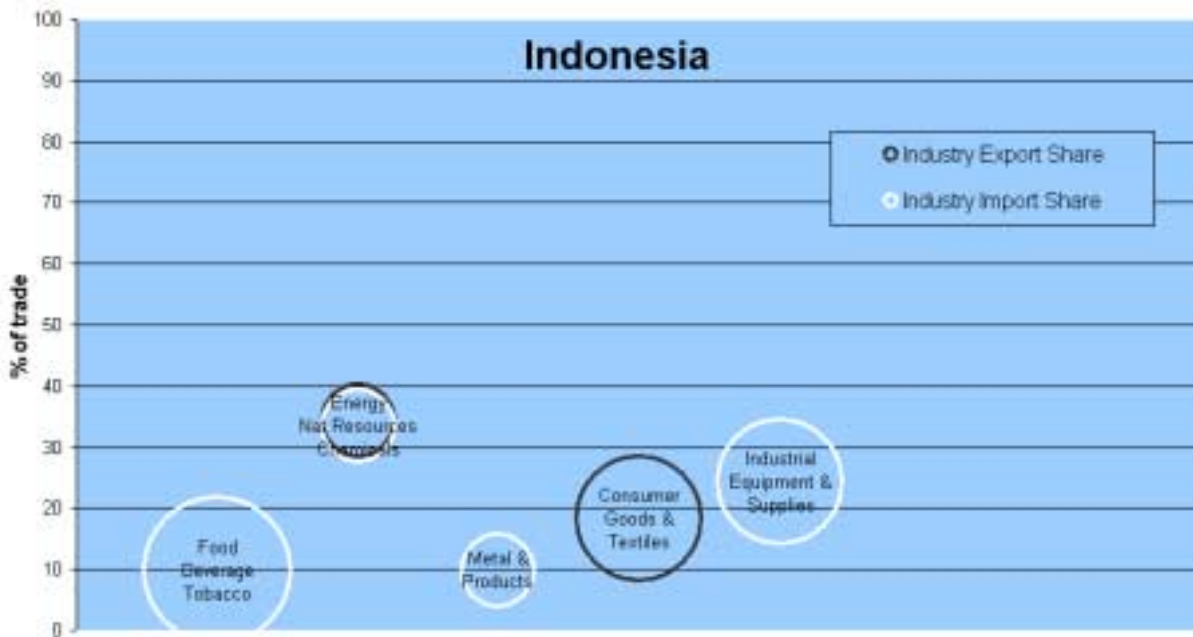 Indonesia
100
90
80
70
60
50
40
30
20
10
0
% of trade
Industry Export Share
Industry Import Share
Energy
Nat Resources
Chemicals
Food
Beverage
Tobacco
Metal &
Products
Consumer
Goods &
Textiles
Industrial
Equipment &
Supplies